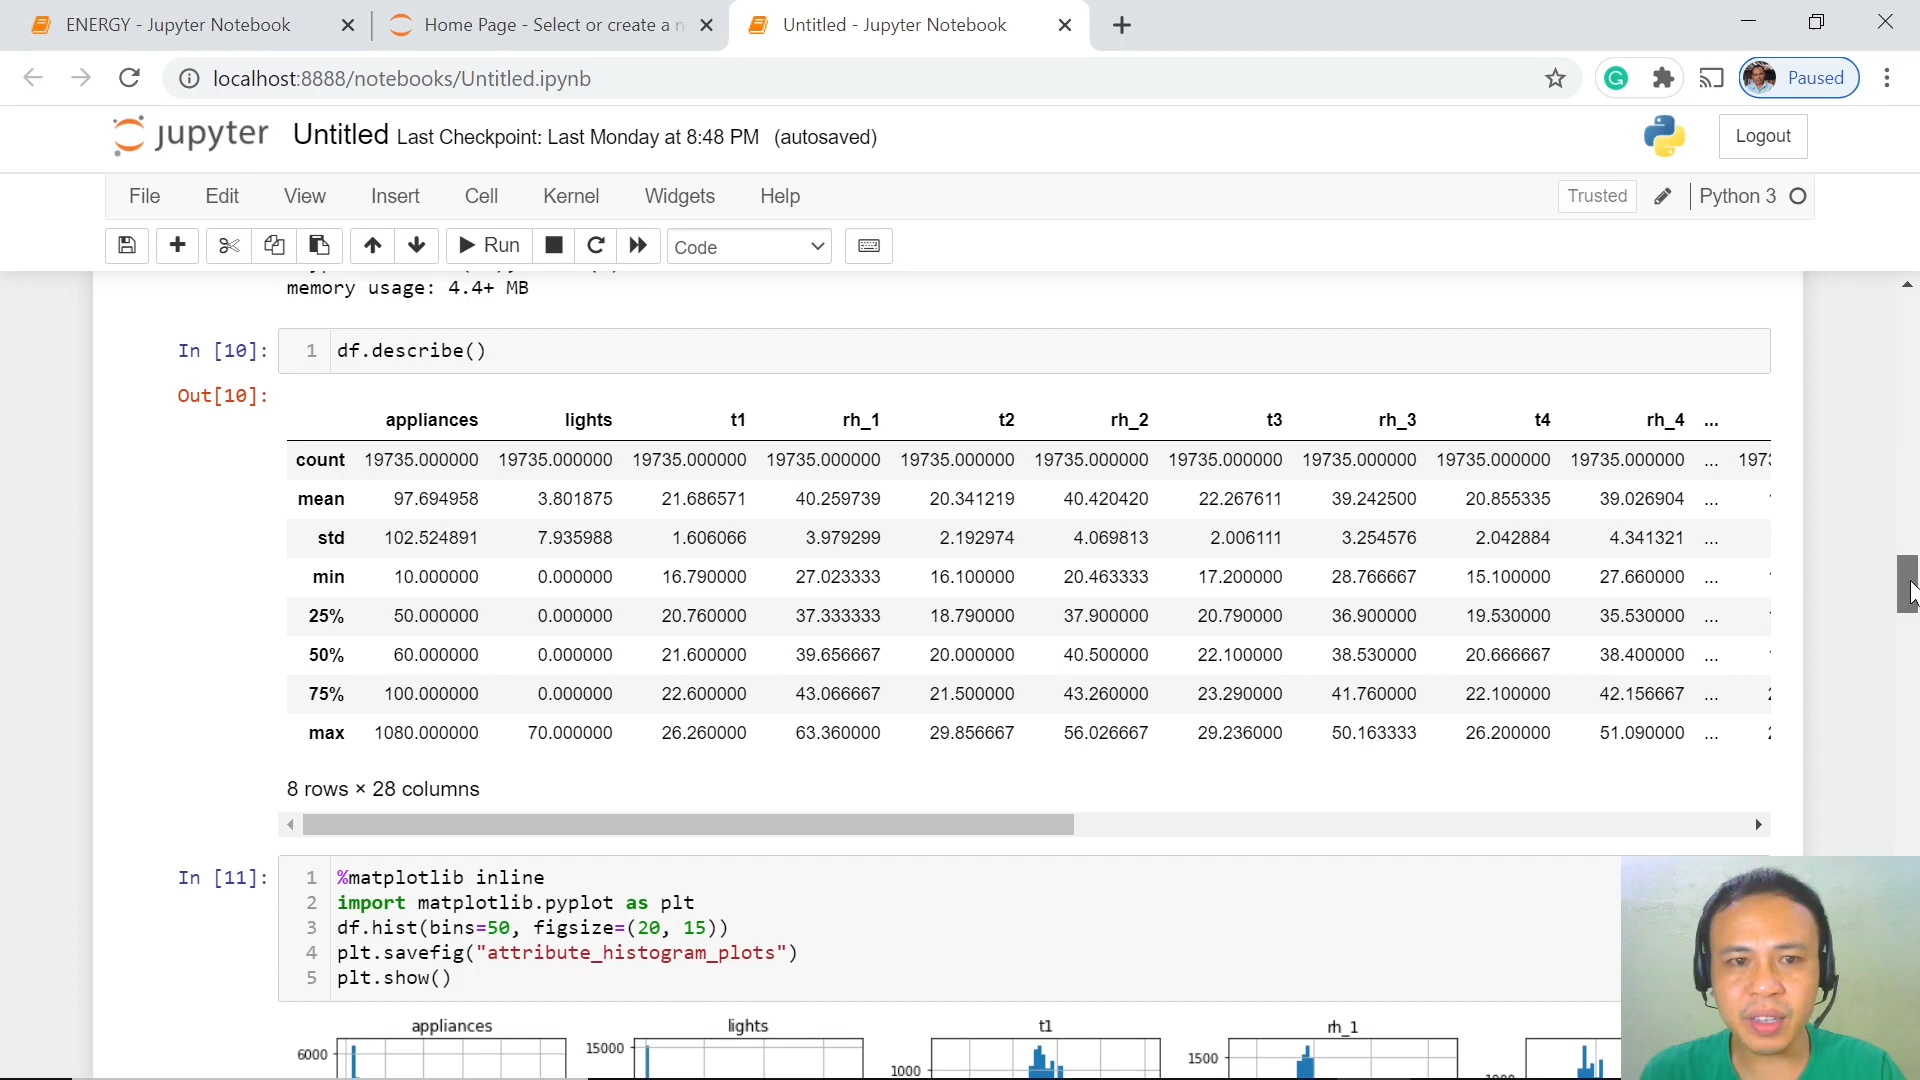 ENERGY - Jupyter Notebook
Home Page - Select or create a n
Untitled - Jupyter Notebook
localhost:8888/notebooks/Untitled.ipynb
Paused
jupyter Untitled Last Checkpoint: Last Monday at 8:48 PM (autosaved)
Logout
File Edit View Insert Cell Kernel Widgets Help
Trusted Python 3
Run Code
memory usage: 4.4+ MB
In [10]: 1 df.describe()
Out[10]:
appliances lights t1 rh_1 t2 rh_2 t3 rh_3 t4 rh_4 ...
count 19735.000000 19735.000000 19735.000000 19735.000000 19735.000000 19735.000000 19735.000000 19735.000000 19735.000000 19735.000000 ...
mean 97.694958 3.801875 21.686571 40.259739 20.341219 40.420420 22.267611 39.242500 20.855335 39.026904 ...
std 102.524891 7.935988 1.606066 3.979299 2.192974 4.069813 2.006111 3.254576 2.042884 4.341321 ...
min 10.000000 0.000000 16.790000 27.023333 16.100000 20.463333 17.200000 28.766667 15.100000 27.660000 ...
25% 50.000000 0.000000 20.760000 37.333333 18.790000 37.900000 20.790000 36.900000 19.530000 35.530000 ...
50% 60.000000 0.000000 21.600000 39.656667 20.000000 40.500000 22.100000 38.530000 20.666667 38.400000 ...
75% 100.000000 0.000000 22.600000 43.066667 21.500000 43.260000 23.290000 41.760000 22.100000 42.156667 ...
max 1080.000000 70.000000 26.260000 63.360000 29.856667 56.026667 29.236000 50.163333 26.200000 51.090000 ...
8 rows × 28 columns
In [11]: 1 %matplotlib inline
2 import matplotlib.pyplot as plt
3 df.hist(bins=50, figsize=(20, 15))
4 plt.savefig("attribute_histogram_plots")
5 plt.show()
appliances lights t1 rh_1
6000 15000 1000 1500